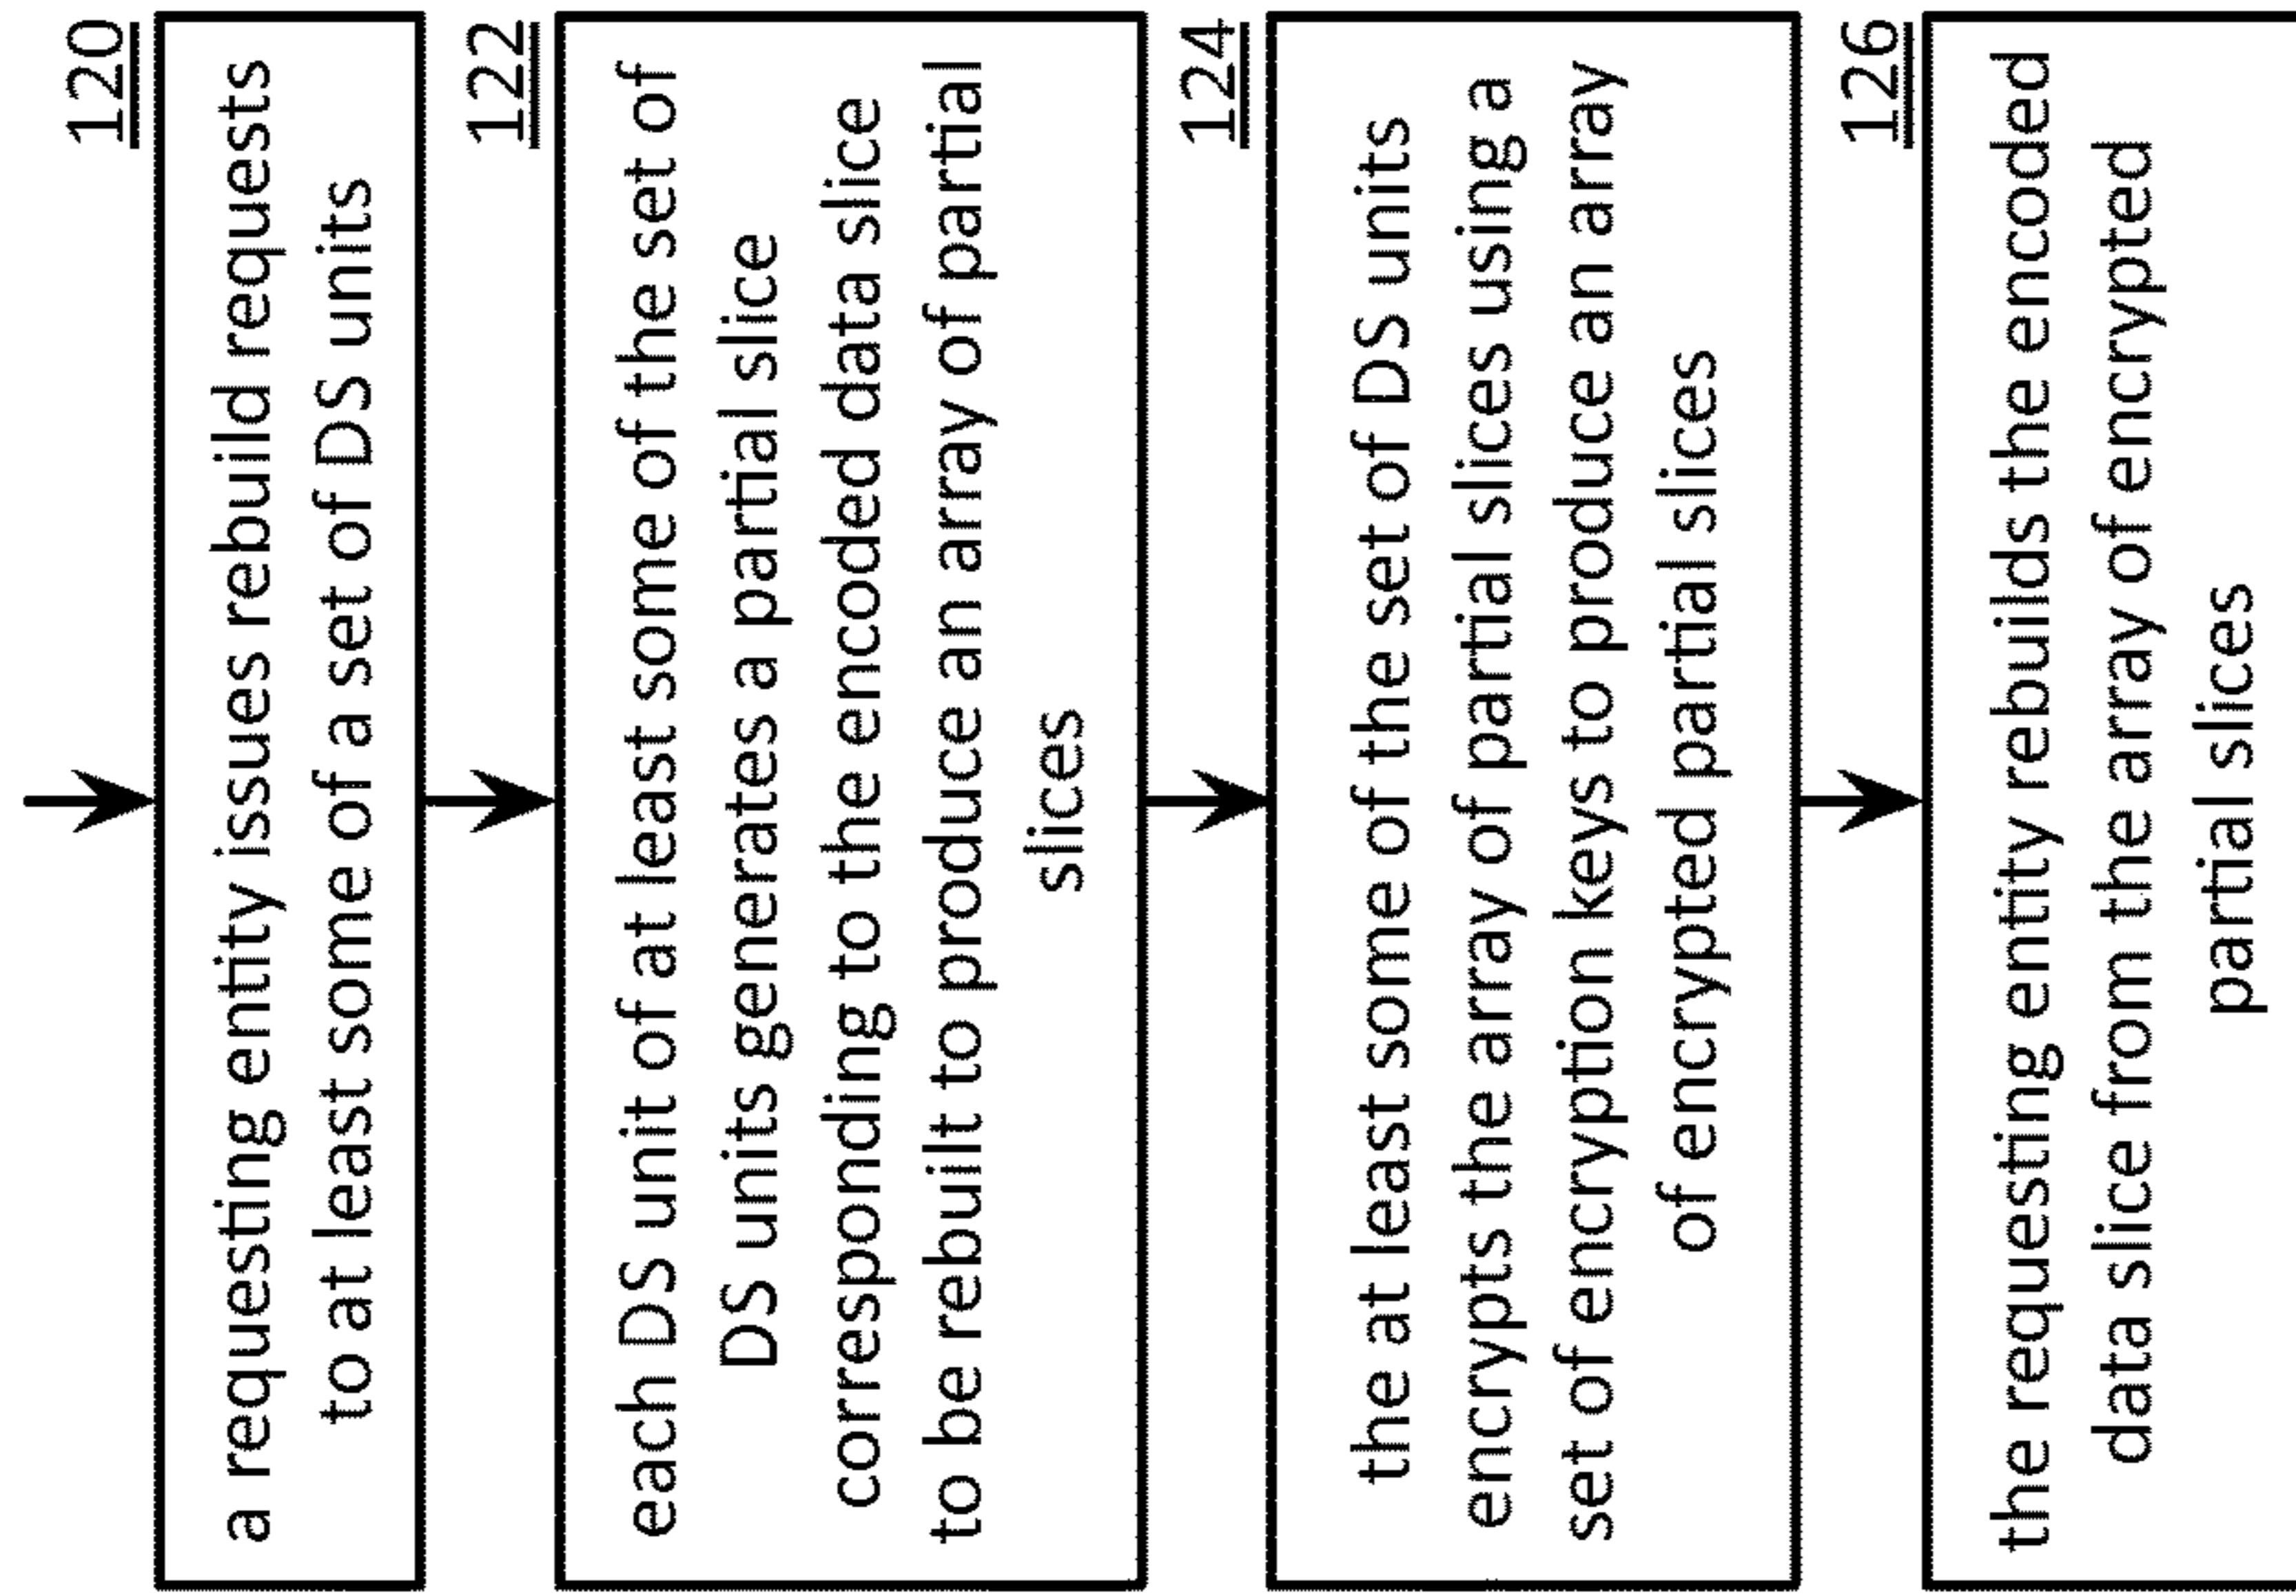 120
a requesting entity issues rebuild requests
to at least some of a set of DS units
122
each DS unit of at least some of the set of
DS units generates a partial slice
corresponding to the encoded data slice
to be rebuilt to produce an array of partial
slices
124
the at least some of the set of DS units
encrypts the array of partial slices using a
set of encryption keys to produce an array
of encrypted partial slices
126
the requesting entity rebuilds the encoded
data slice from the array of encrypted
partial slices